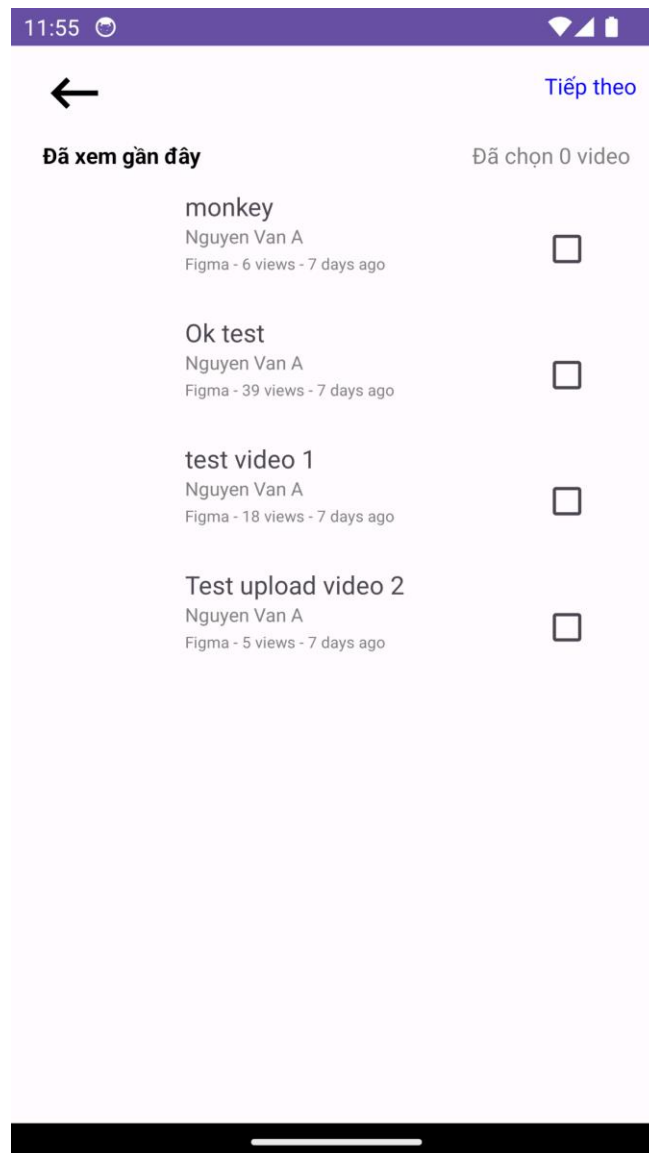 11:55
Tiếp theo
Đã xem gần đây
Đã chọn 0 video
monkey
Nguyen Van A
Figma - 6 views - 7 days ago
Ok test
Nguyen Van A
Figma - 39 views - 7 days ago
test video 1
Nguyen Van A
Figma - 18 views - 7 days ago
Test upload video 2
Nguyen Van A
Figma - 5 views - 7 days ago